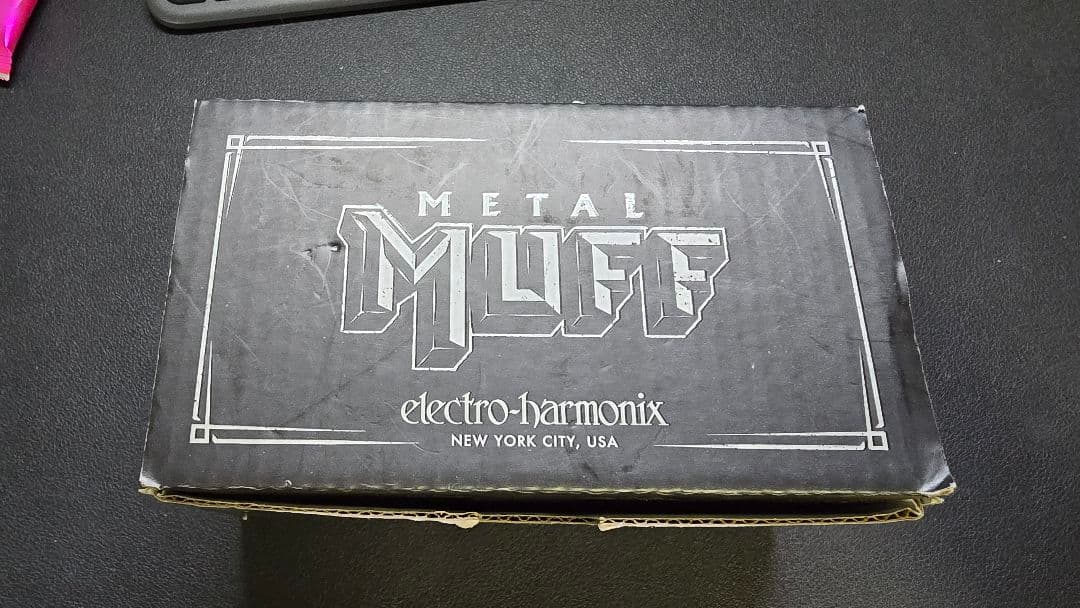 METAL
MUFF
electro-harmonix
NEW YORK CITY, USA